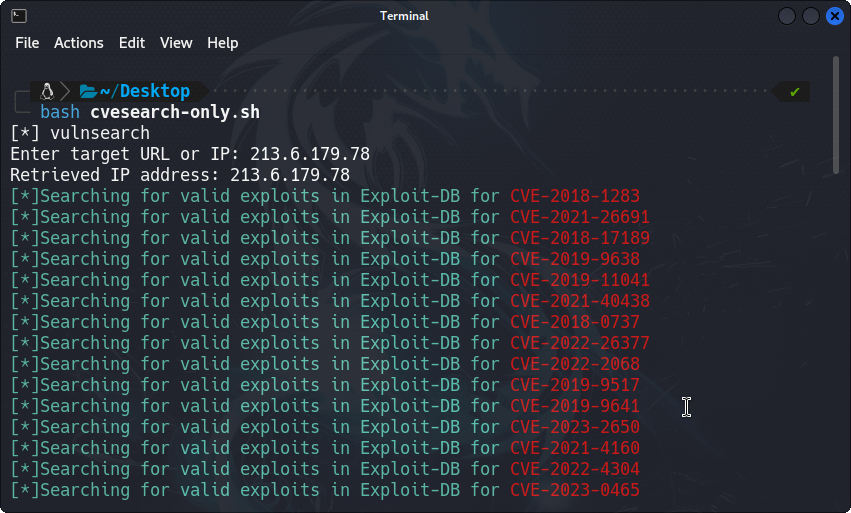 Terminal
File Actions Edit View Help
~/Desktop
bash cvesearch-only.sh
[*] vulnsearch
Enter target URL or IP: 213.6.179.78
Retrieved IP address: 213.6.179.78
[*]Searching for valid exploits in Exploit-DB for CVE-2018-1283
[*]Searching for valid exploits in Exploit-DB for CVE-2021-26691
[*]Searching for valid exploits in Exploit-DB for CVE-2018-17189
[*]Searching for valid exploits in Exploit-DB for CVE-2019-9638
[*]Searching for valid exploits in Exploit-DB for CVE-2019-11041
[*]Searching for valid exploits in Exploit-DB for CVE-2021-40438
[*]Searching for valid exploits in Exploit-DB for CVE-2018-0737
[*]Searching for valid exploits in Exploit-DB for CVE-2022-26377
[*]Searching for valid exploits in Exploit-DB for CVE-2022-2068
[*]Searching for valid exploits in Exploit-DB for CVE-2019-9517
[*]Searching for valid exploits in Exploit-DB for CVE-2019-9641
[*]Searching for valid exploits in Exploit-DB for CVE-2023-2650
[*]Searching for valid exploits in Exploit-DB for CVE-2021-4160
[*]Searching for valid exploits in Exploit-DB for CVE-2022-4304
[*]Searching for valid exploits in Exploit-DB for CVE-2023-0465